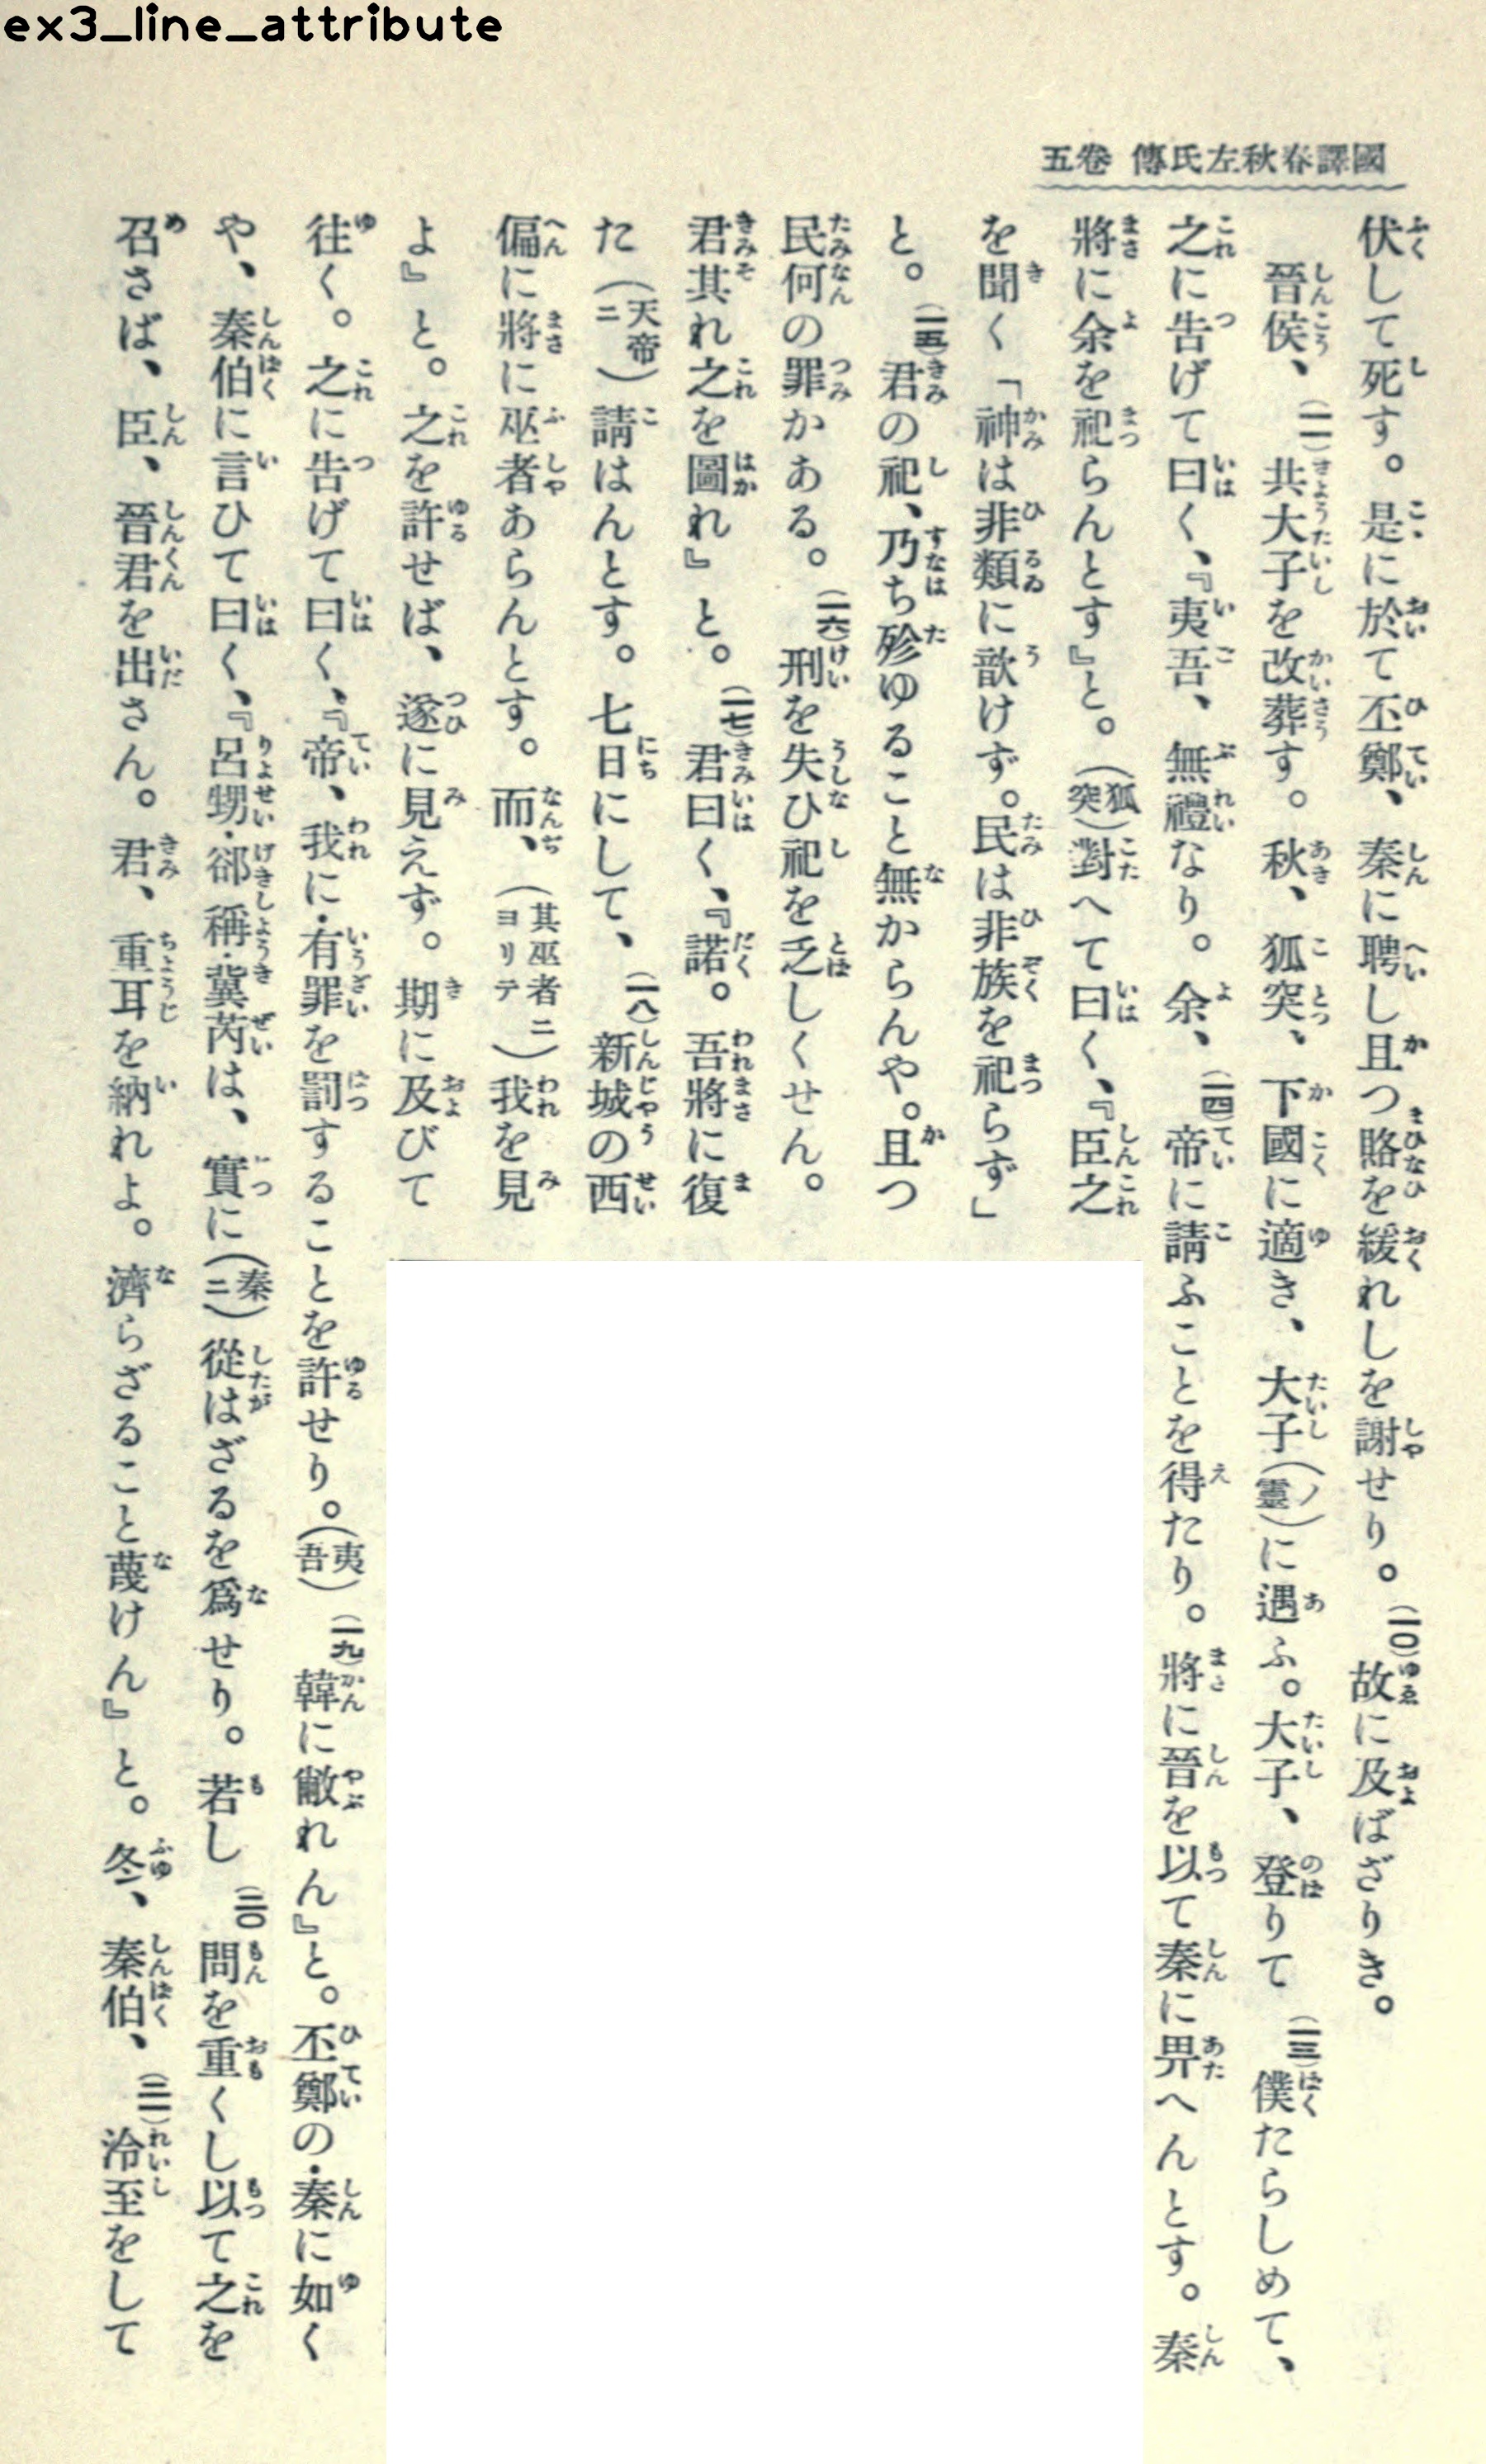 ex3_line_attribute
國譯春秋左氏傳 卷五
伏して死す。是に於て丕鄭、秦に聘し且つ賂を緩れしを謝せり。(一〇)故に及ばざりき。
晉侯、(一一)共大子を改葬す。秋、狐突、下國に適き、大子(ノ靈)に遇ふ。大子、登りて(一三)僕たらしめて、
之に告げて曰く、『夷吾、無禮なり。余、(一四)帝に請ふことを得たり。將に晉を以て秦に畀へんとす。秦
將に余を祀らんとす』と。(狐突)對へて曰く、『臣之
を聞く「神は非類に歆けず。民は非族を祀らず」
と。(一五)君の祀、乃ち殄ゆること無からんや。且つ
民何の罪かある。(一六)刑を失ひ祀を乏しくせん。
君其れ之を圖れ』と。(一七)君曰く、『諾。吾將に復
た(天帝ニ)請はんとす。七日にして、(一八)新城の西
偏に將に巫者あらんとす。而、(其巫者ニヨリテ)我を見
よ』と。之を許せば、遂に見えず。期に及びて
往く。之に告げて曰く、『帝、我に・有罪を罰することを許せり。(夷吾)(一九)韓に敝れん』と。丕鄭の・秦に如く
や、秦伯に言ひて曰く、『呂甥・郤稱・冀芮は、實に(秦ニ)從はざるを爲せり。若し(二〇)問を重くし以て之を
召さば、臣、晉君を出さん。君、重耳を納れよ。濟らざること蔑けん』と。冬、秦伯、(二一)泠至をして